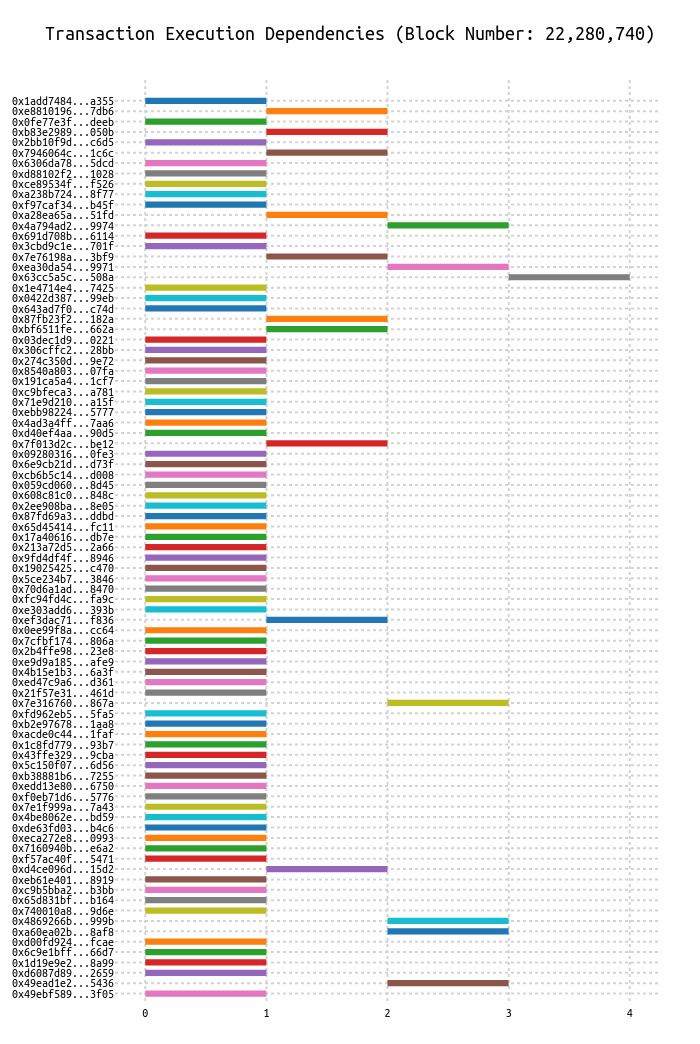 Transaction Execution Dependencies (Block Number: 22,280,740)
0x1add7484...a355
0xe8810196...7db6
0x0fe77e3f...deeb
0xb83e2989...050b
0x2bb10f9d...c6d5
0x7946064c...1c6c
0x6306da78...5dcd
0xd88102f2...1028
0xce89534f...f526
0xa238b724...8f77
0xf97caf34...b45f
0xa28ea65a...51fd
0x4a794ad2...9974
0x691d708b...6114
0x3cbd9c1e...701f
0x7e76198a...3bf9
0xea30da54...9971
0x63cc5a5c...508a
0x1e4714e4...7425
0x0422d387...99eb
0x643ad7f0...c74d
0x87fb23f2...182a
0xbf6511fe...662a
0x03dec1d9...0221
0x306cffc2...28bb
0x274c350d...9e72
0x8540a803...07fa
0x191ca5a4...1cf7
0xc9bfeca3...a781
0x71e9d210...a15f
0xebb98224...5777
0x4ad3a4ff...7aa6
0xd40ef4aa...90d5
0x7f013d2c...be12
0x09280316...0fe3
0x6e9cb21d...d73f
0xcb6b5c14...d008
0x059cd060...8d45
0x608c81c0...848c
0x2ee908ba...8e05
0x87fd69a3...ddbd
0x65d45414...fc11
0x17a40616...db7e
0x213a72d5...2a66
0x9fd4df4f...8946
0x19025425...c470
0x5ce234b7...3846
0x70d6a1ad...8470
0xfc94fd4c...fa9c
0xe303add6...393b
0xef3dac71...f836
0x0ee99f8a...cc64
0x7cfbf174...806a
0x2b4ffe98...23e8
0xe9d9a185...afe9
0x4b15e1b3...6a3f
0xed47c9a6...d361
0x21f57e31...461d
0x7e316760...867a
0xfd962eb5...5fa5
0xb2e97678...1aa8
0xacde0c44...1faf
0x1c8fd779...93b7
0x43ffe329...9cba
0x5c150f07...6d56
0xb38881b6...7255
0xedd13e80...6750
0xf0eb71d6...5776
0x7e1f999a...7a43
0x4be8062e...bd59
0xde63fd03...b4c6
0xeca272e8...0993
0x7160940b...e6a2
0xf57ac40f...5471
0xd4ce096d...15d2
0xeb61e401...8919
0xc9b5bba2...b3bb
0x65d831bf...b164
0x740010a8...9d6e
0x4869266b...999b
0xa60ea02b...8af8
0xd00fd924...fcae
0x6c9e1bff...66d7
0x1d19e9e2...8a99
0xd6087d89...2659
0x49ead1e2...5436
0x49ebf589...3f05
0 1 2 3 4